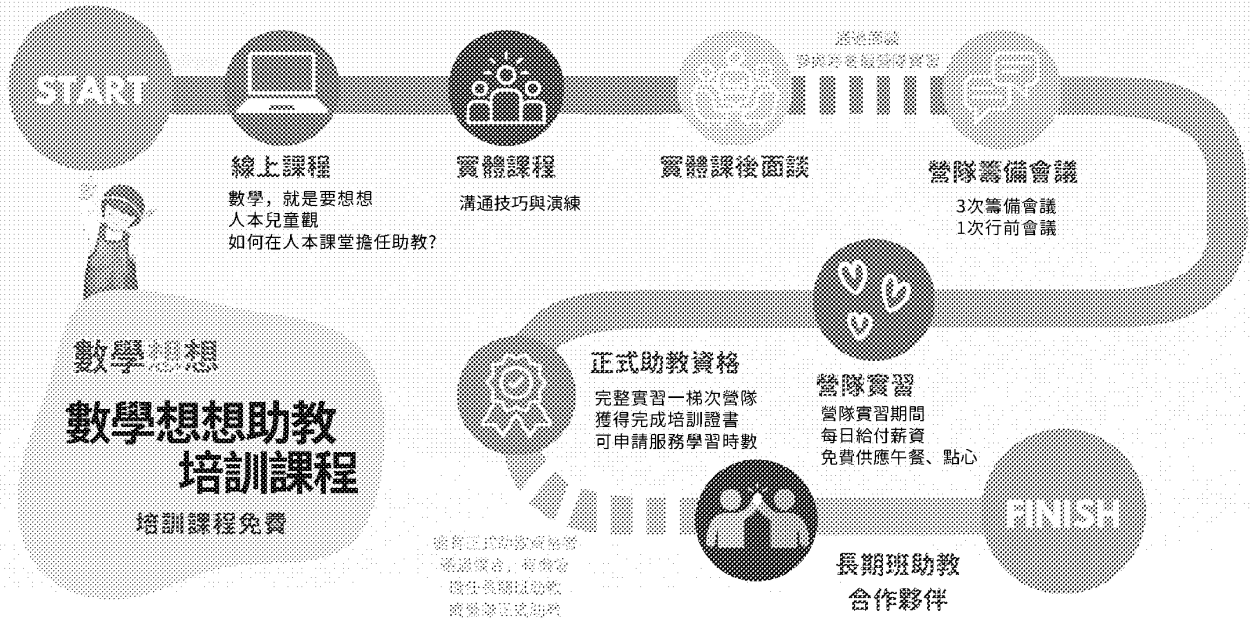 START
線上課程
數學，就是要想想
人本兒童觀
如何在人本課堂擔任助教?
實體課程
溝通技巧與演練
實體課後面談
通過面談
營隊籌備會議
3次籌備會議
1次行前會議
營隊實習
營隊實習期間
每日給付薪資
免費供應午餐、點心
正式助教資格
完整實習一梯次營隊
獲得完成培訓證書
可申請服務學習時數
長期班助教
合作夥伴
FINISH
數學想想
數學想想助教
培訓課程
培訓課程免費